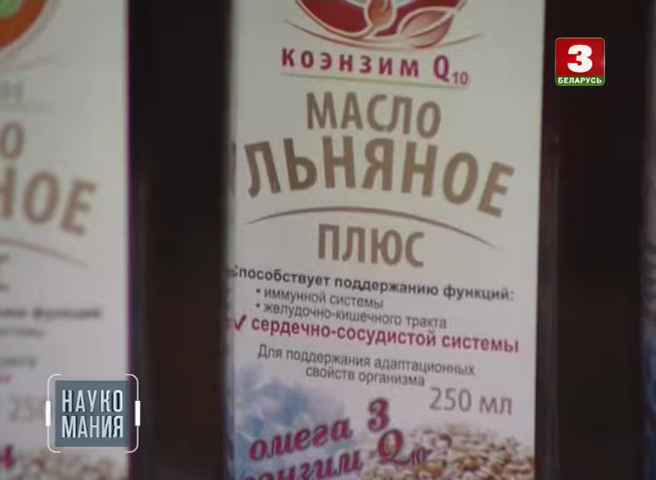 3
БЕЛАРУСЬ
КОЭНЗИМ Q10
МАСЛО
ЛЬНЯНОЕ
ПЛЮС
Способствует поддержанию функций:
• иммунной системы
• желудочно-кишечного тракта
✓ сердечно-сосудистой системы
Для поддержания адаптационных
свойств организма
250 мл
омега 3
Q10
НАУКО
МАНИЯ